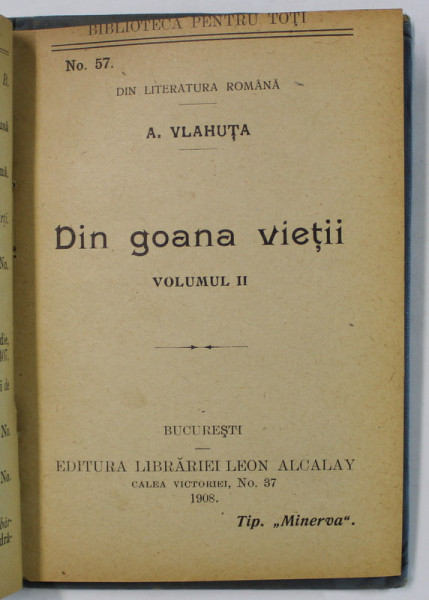 BIBLIOTECA PENTRU TOȚI
No. 57.
DIN LITERATURA ROMÂNĂ
A. VLAHUȚA
Din goana vieții
VOLUMUL II
BUCUREȘTI
EDITURA LIBRĂRIEI LEON ALCALAY
CALEA VICTORIEI, No. 37
1908.
Tip. „Minerva“.